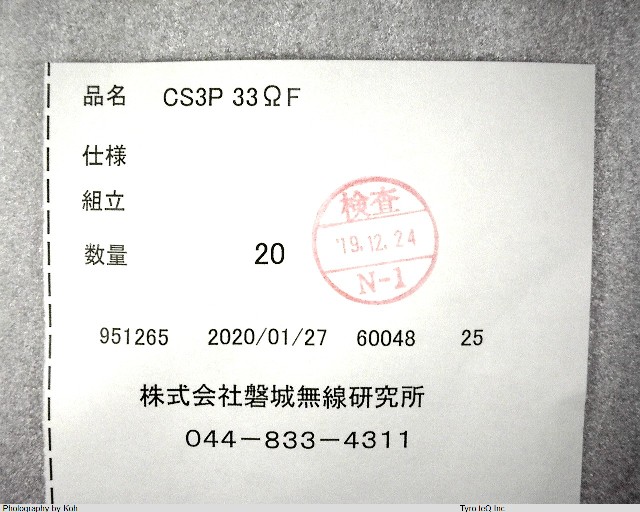 品名 CS3P 33ΩF
仕様
組立
数量 20
検査
'19.12.24
N-1
951265 2020/01/27 60048 25
株式会社磐城無線研究所
044-833-4311
Photography by Koh
TyroteQ Inc